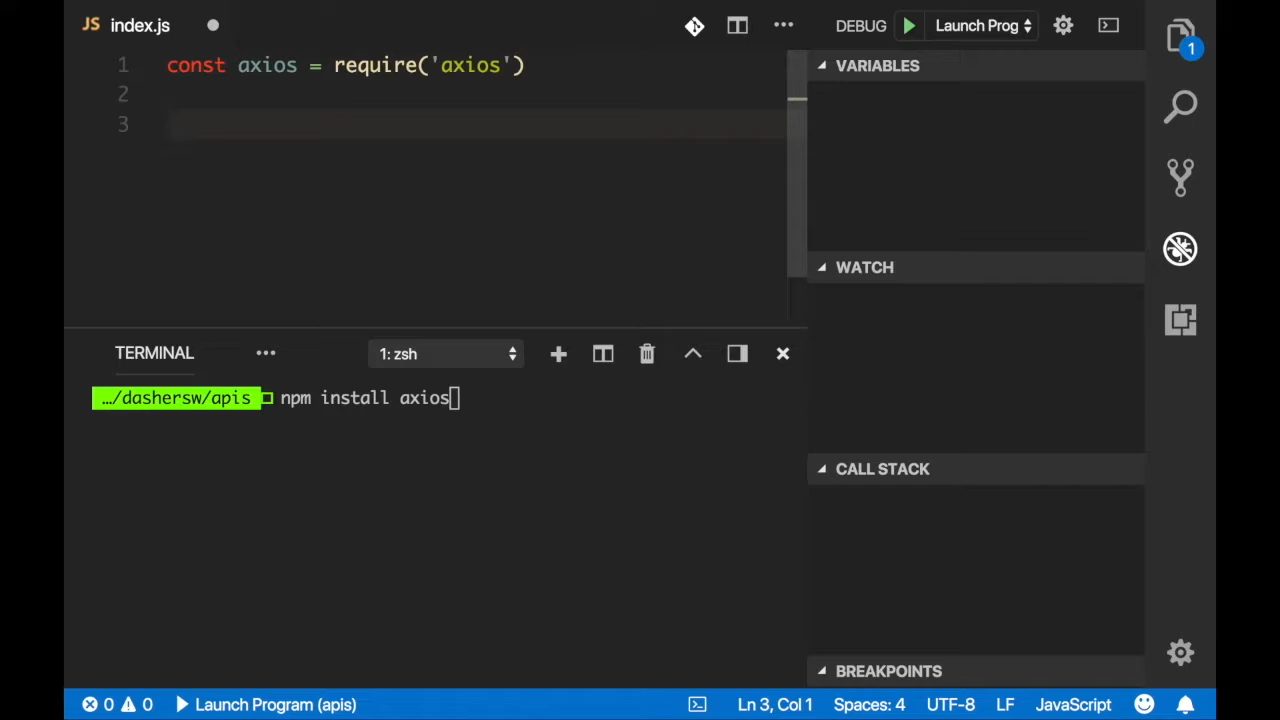 JS index.js
DEBUG Launch Prog
1 const axios = require('axios')
2
3
VARIABLES
WATCH
CALL STACK
BREAKPOINTS
1
TERMINAL 1: zsh
…/dashersw/apis npm install axios
0 0 Launch Program (apis) Ln 3, Col 1 Spaces: 4 UTF-8 LF JavaScript